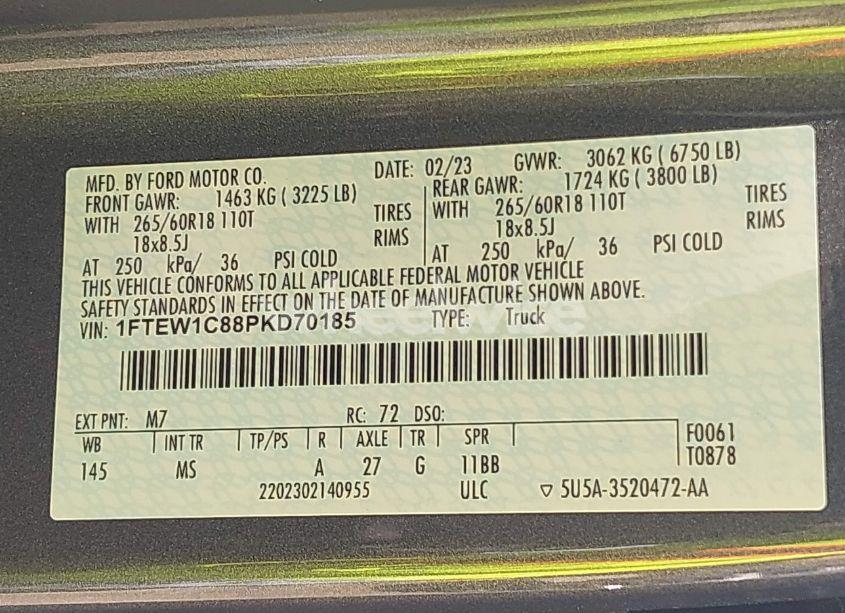 MFD. BY FORD MOTOR CO. DATE: 02/23 GVWR: 3062 KG ( 6750 LB)
FRONT GAWR: 1463 KG ( 3225 LB) REAR GAWR: 1724 KG ( 3800 LB)
WITH 265/60R18 110T TIRES WITH 265/60R18 110T TIRES
18x8.5J RIMS 18x8.5J RIMS
AT 250 kPa/ 36 PSI COLD AT 250 kPa/ 36 PSI COLD
THIS VEHICLE CONFORMS TO ALL APPLICABLE FEDERAL MOTOR VEHICLE
SAFETY STANDARDS IN EFFECT ON THE DATE OF MANUFACTURE SHOWN ABOVE.
VIN: 1FTEW1C88PKD70185 TYPE: Truck
EXT PNT: M7 RC: 72 DSO:
WB INT TR TP/PS R AXLE TR SPR F0061
145 MS A 27 G 11BB T0878
2202302140955 ULC ▽ 5U5A-3520472-AA